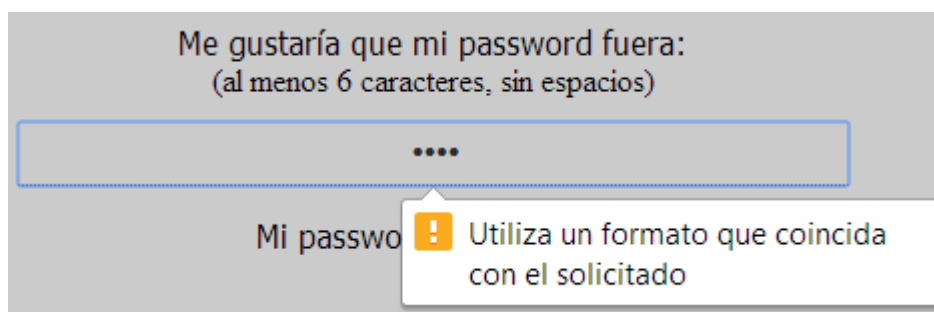 Me gustaría que mi password fuera:
(al menos 6 caracteres, sin espacios)
••••
Mi passwo
Utiliza un formato que coincida
con el solicitado